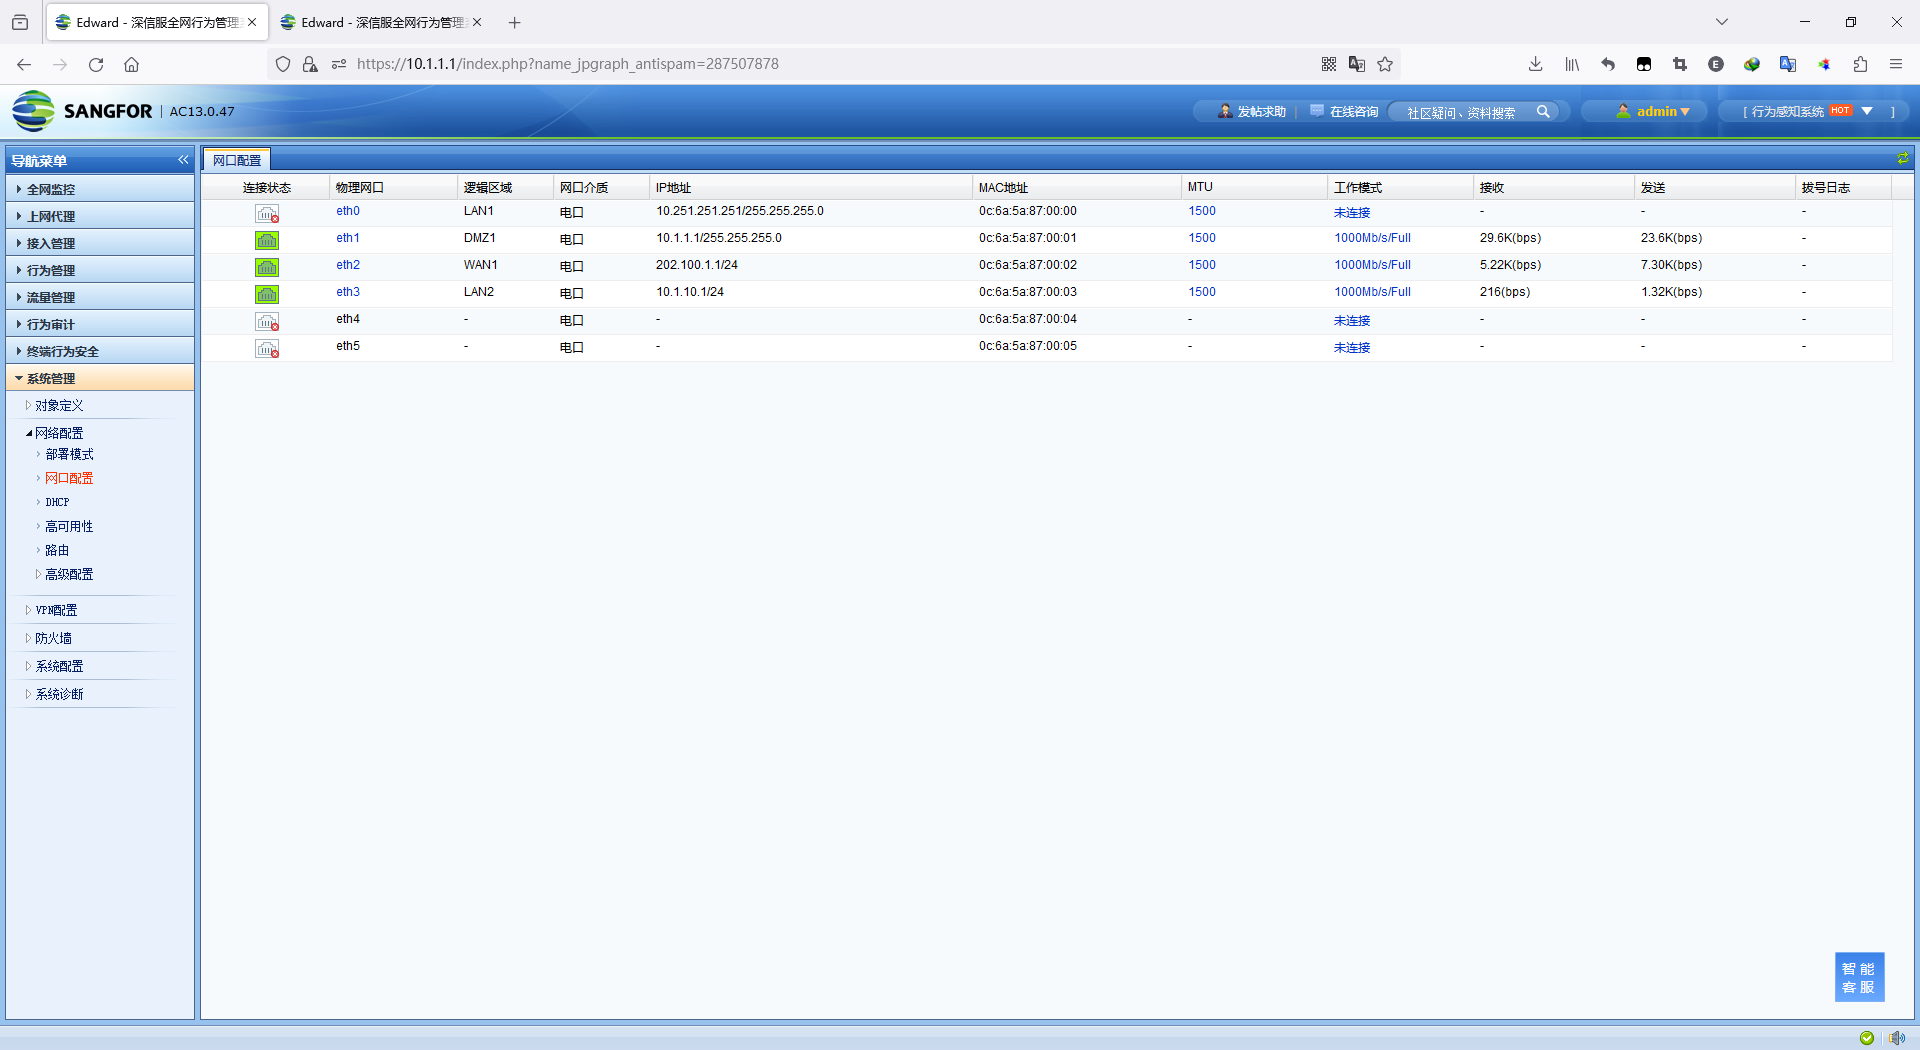 Edward - 深信服全网行为管理
Edward - 深信服全网行为管理
https://10.1.1.1/index.php?name_jpgraph_antispam=287507878
SANGFOR | AC13.0.47
发帖求助
在线咨询
社区疑问、资料搜索
admin
[ 行为感知系统 HOT ]
导航菜单
全网监控
上网代理
接入管理
行为管理
流量管理
行为审计
终端行为安全
系统管理
对象定义
网络配置
部署模式
网口配置
DHCP
高可用性
路由
高级配置
VPN配置
防火墙
系统配置
系统诊断
网口配置
连接状态 物理网口 逻辑区域 网口介质 IP地址 MAC地址 MTU 工作模式 接收 发送 拔号日志
eth0 LAN1 电口 10.251.251.251/255.255.255.0 0c:6a:5a:87:00:00 1500 未连接 - - -
eth1 DMZ1 电口 10.1.1.1/255.255.255.0 0c:6a:5a:87:00:01 1500 1000Mb/s/Full 29.6K(bps) 23.6K(bps) -
eth2 WAN1 电口 202.100.1.1/24 0c:6a:5a:87:00:02 1500 1000Mb/s/Full 5.22K(bps) 7.30K(bps) -
eth3 LAN2 电口 10.1.10.1/24 0c:6a:5a:87:00:03 1500 1000Mb/s/Full 216(bps) 1.32K(bps) -
eth4 - 电口 - 0c:6a:5a:87:00:04 - 未连接 - - -
eth5 - 电口 - 0c:6a:5a:87:00:05 - 未连接 - - -
智能
客服